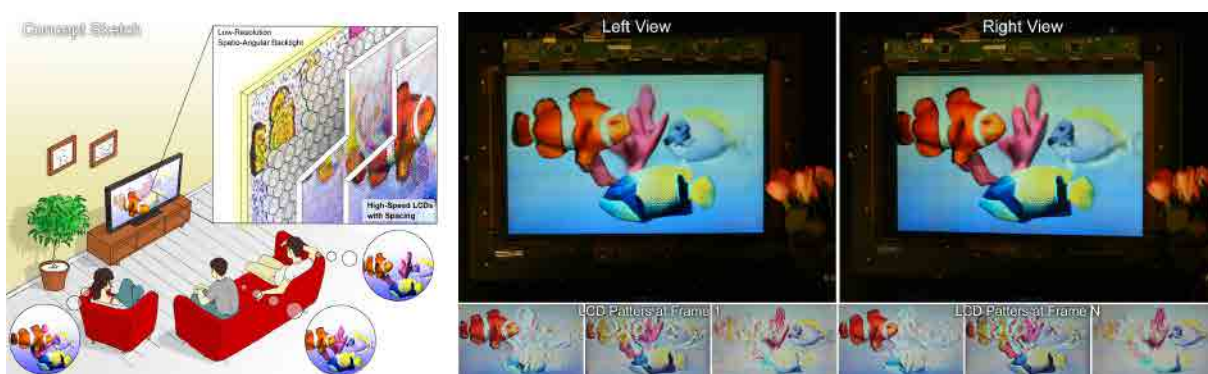 Concept Sketch
Low-Resolution
Spatio-Angular Backlight
High-Speed LCDs
with Spacing
Left View
Right View
LCD Patters at Frame 1
LCD Patters at Frame N